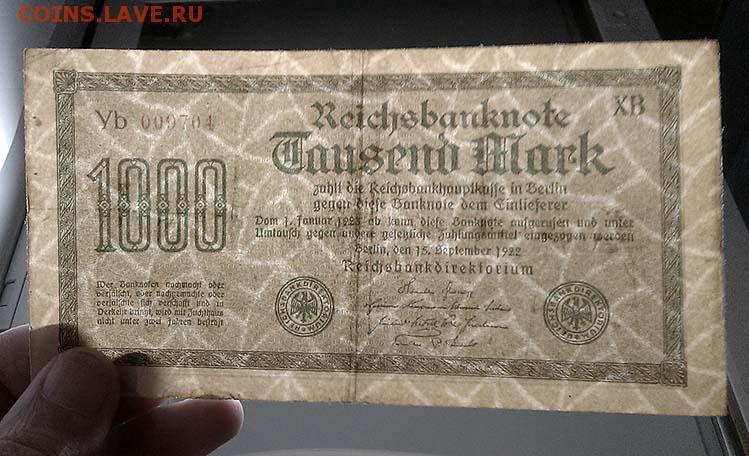 COINS.LAVE.RU
Yb 009704
XB
Reichsbanknote
1000
Tausend Mark
zahlt die Reichsbankhauptkasse in Berlin
gegen diese Banknote dem Einlieferer
Vom 1. Januar 1923 ab kann diese Banknote aufgerufen und unter
Umtausch gegen andere gesetzliche Zahlungsmittel eingezogen werden
Berlin, den 15. September 1922
Reichsbankdirektorium
Wer Banknoten nachmacht oder
verfälscht, oder nachgemachte oder
verfälschte sich verschafft und in
Verkehr bringt, wird mit Zuchthaus
nicht unter zwei Jahren bestraft
REICHSBANKDIREKTORIUM
REICHSBANKDIREKTORIUM